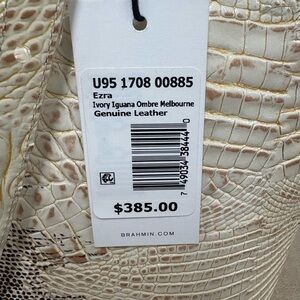 U95 1708 00885
Ezra
Ivory Iguana Ombre Melbourne
Genuine Leather
7 49034 38444 0
$385.00
BRAHMIN.COM